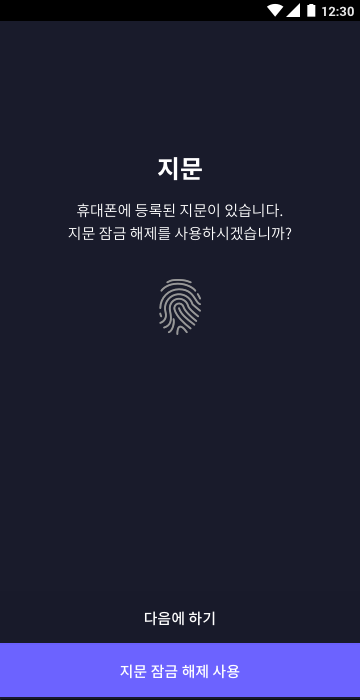 12:30
지문
휴대폰에 등록된 지문이 있습니다.
지문 잠금 해제를 사용하시겠습니까?
다음에 하기
지문 잠금 해제 사용